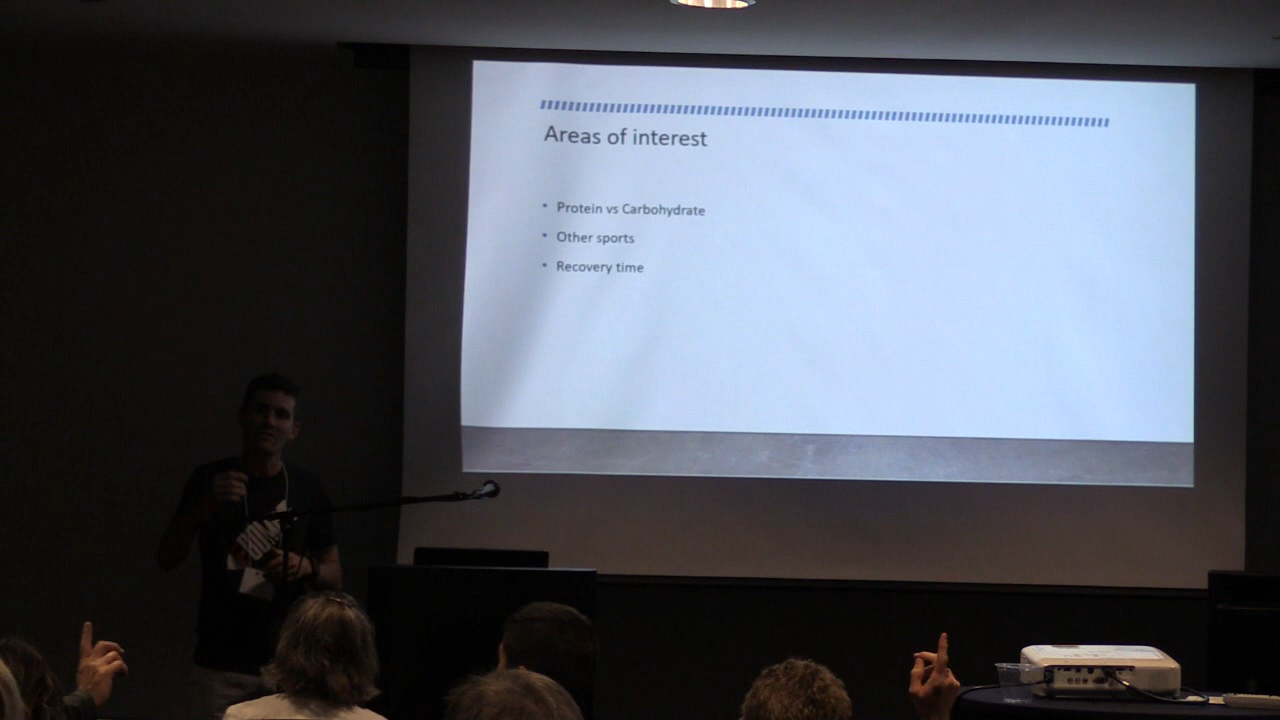 Areas of interest
Protein vs Carbohydrate
Other sports
Recovery time